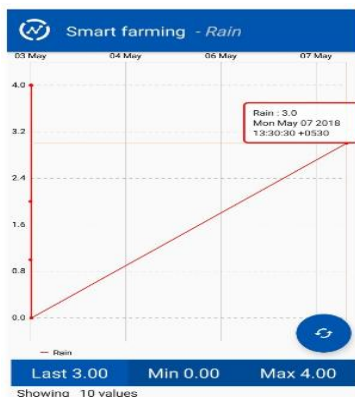 Smart farming - Rain
03 May 04 May 06 May 07 May
4.0
Rain : 3.0
Mon May 07 2018
13:30:30 +0530
3.2
2.4
1.6
0.8
0.0
Rain
Last 3.00 Min 0.00 Max 4.00
Showing 10 values